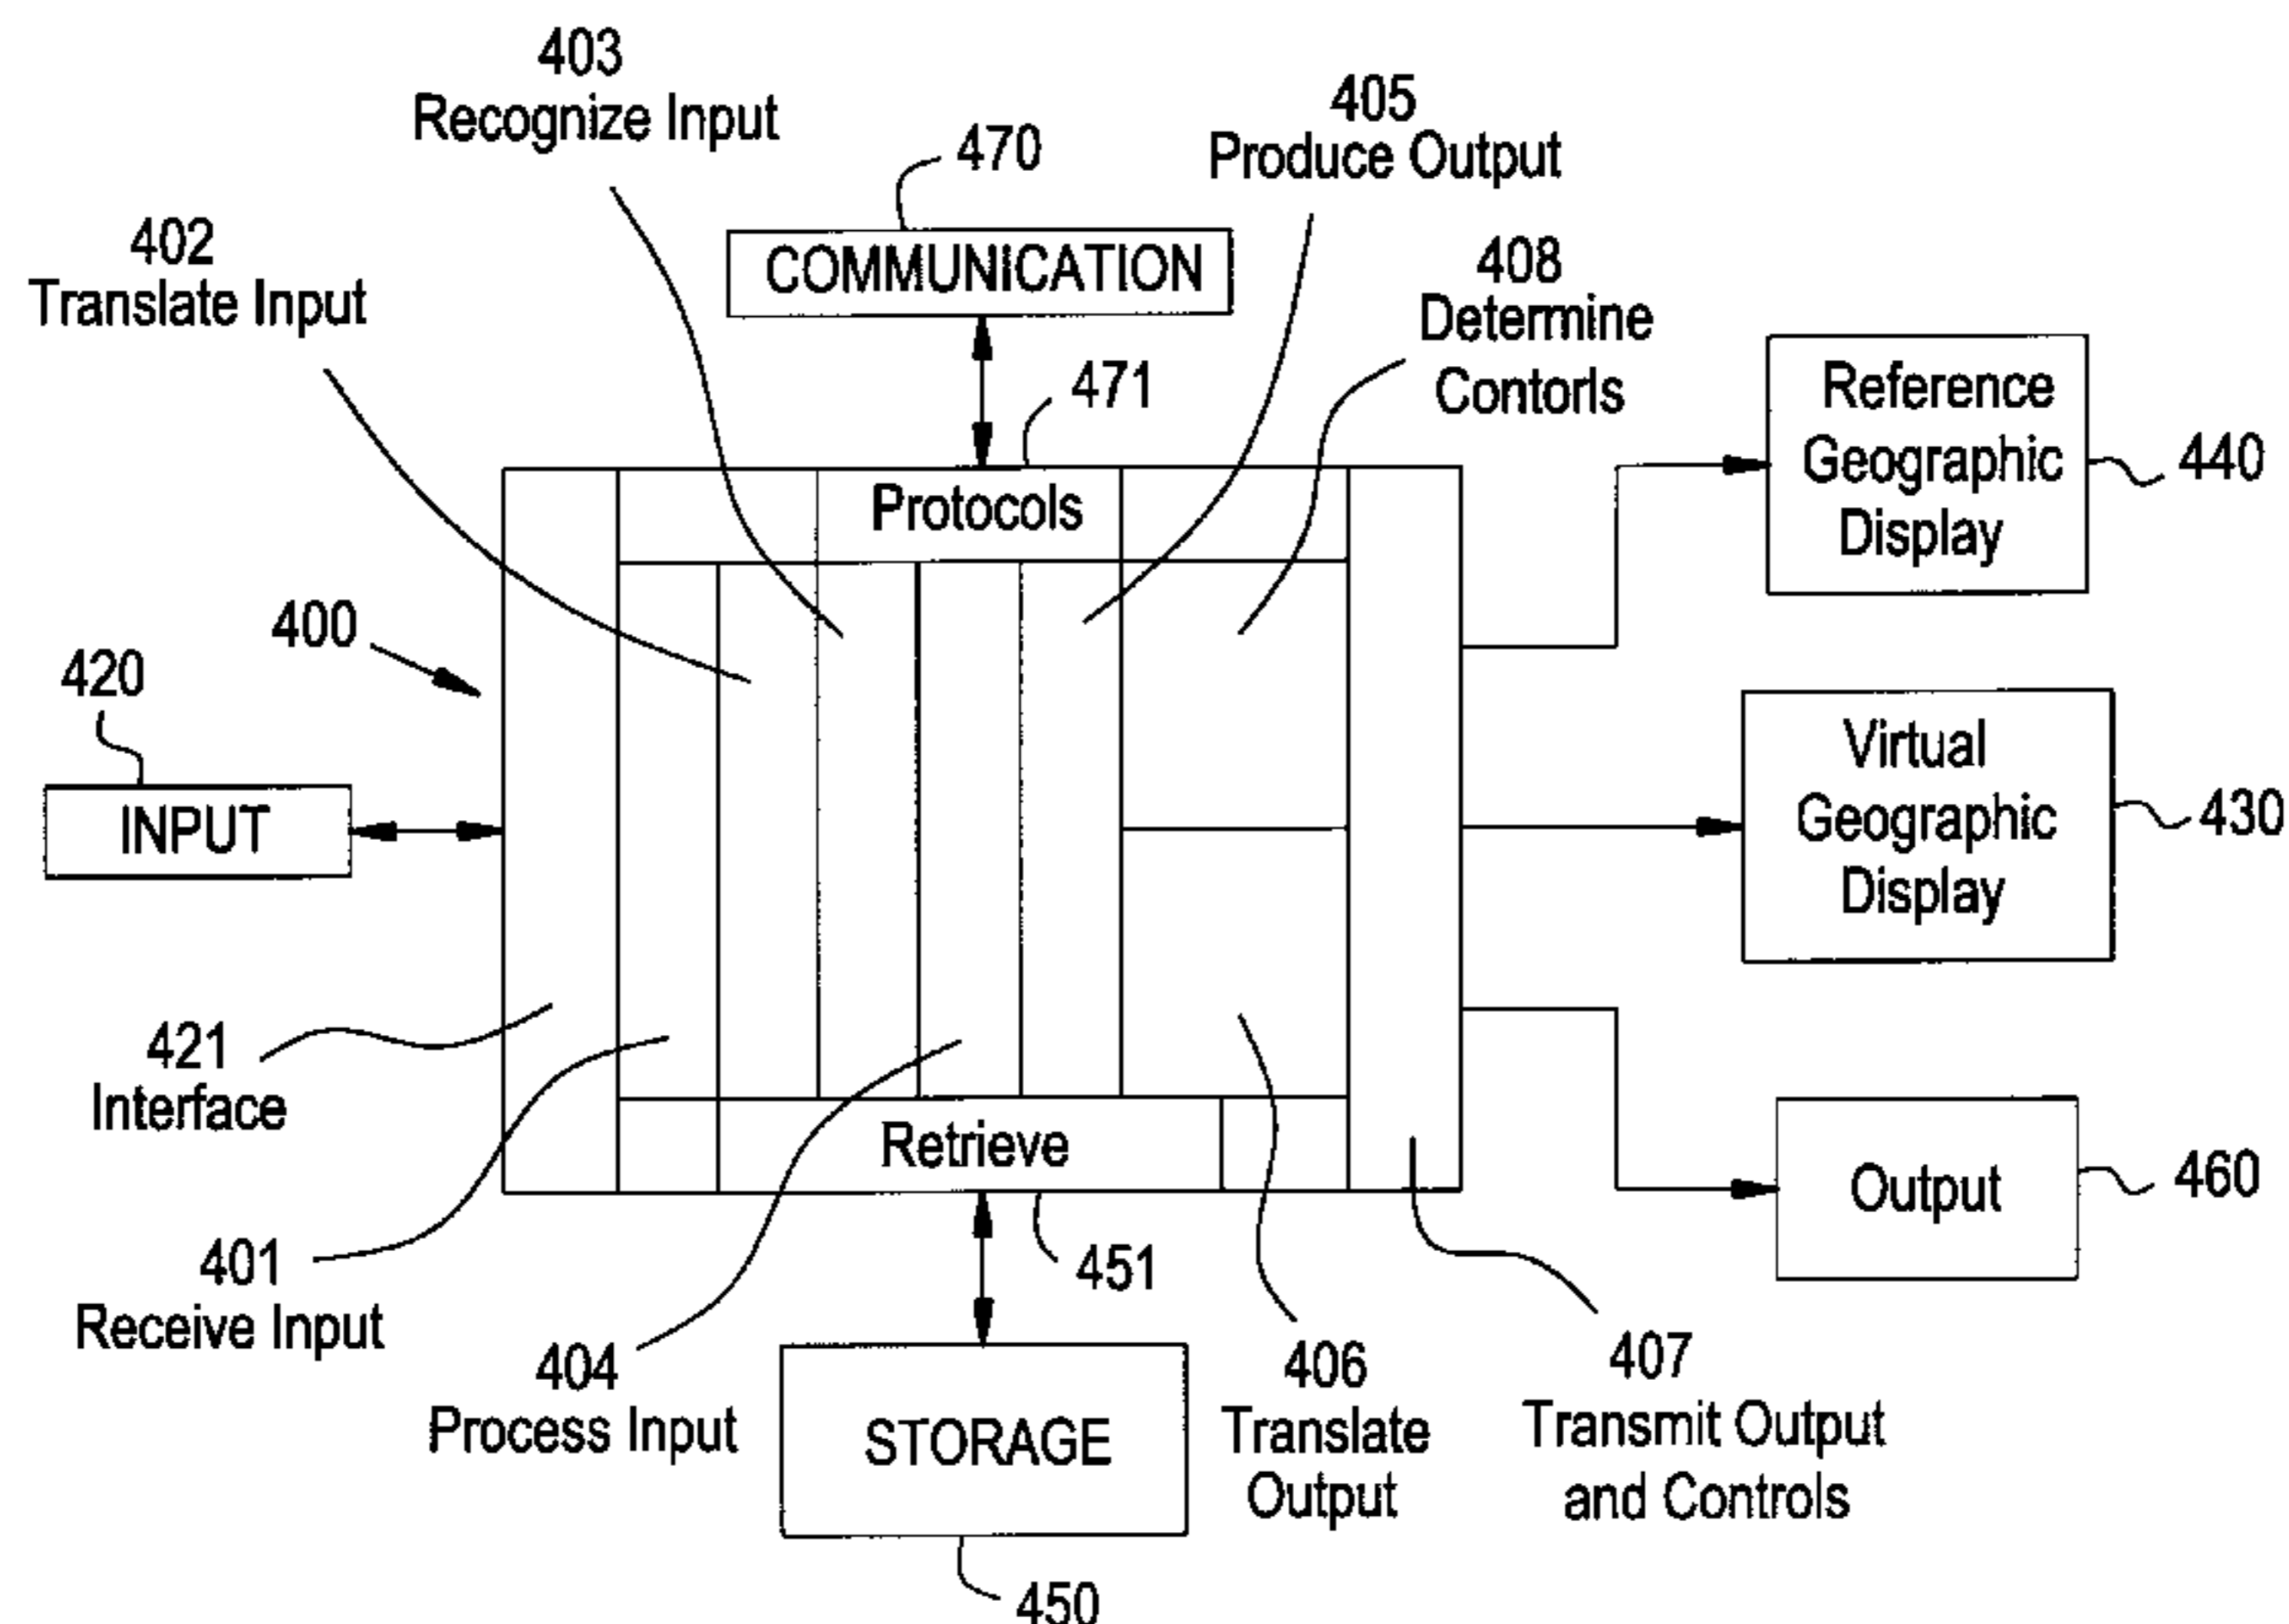 403
Recognize Input
405
Produce Output
470
402
Translate Input
COMMUNICATION
408
Determine
Contorls
471
Reference
Geographic
Display
440
Protocols
400
420
INPUT
Virtual
Geographic
Display
430
421
Interface
Retrieve
Output
460
401
Receive Input
451
404
Process Input
STORAGE
406
Translate
Output
407
Transmit Output
and Controls
450